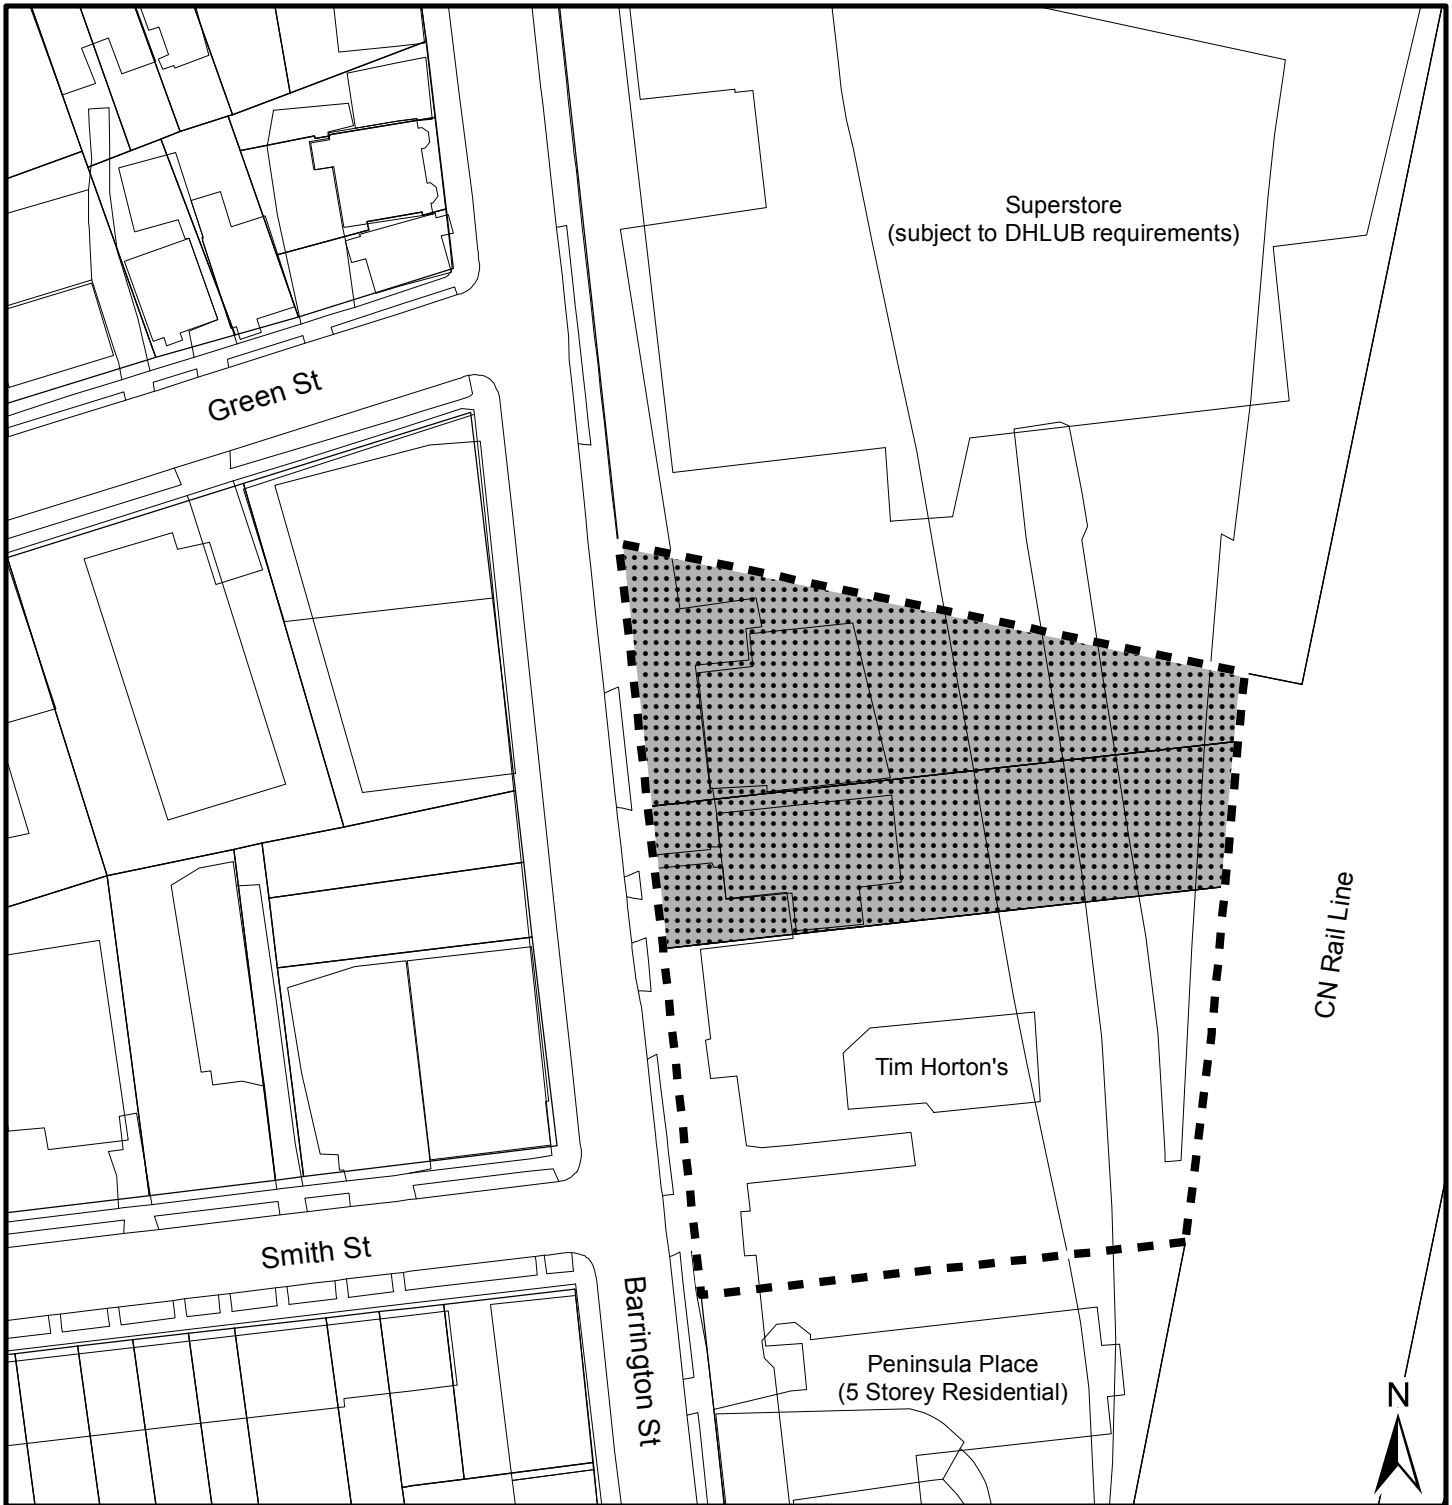 Superstore
(subject to DHLUB requirements)
Green St
CN Rail Line
Tim Horton's
Smith St
Barrington St
Peninsula Place
(5 Storey Residential)
N